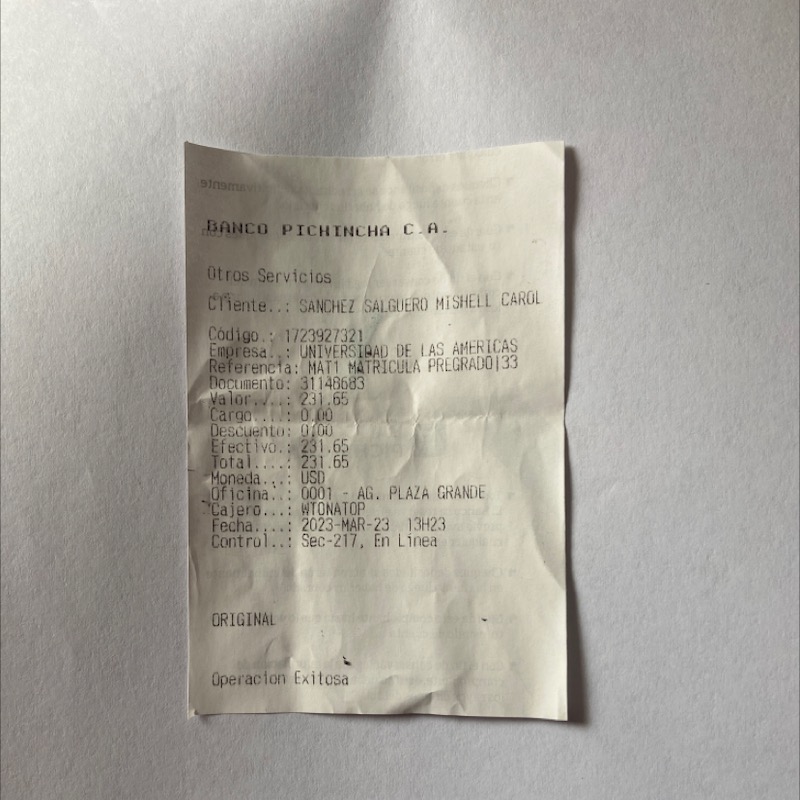 BANCO PICHINCHA C.A.
Otros Servicios
Cliente..: SANCHEZ SALGUERO MISHELL CAROL
Código.: 1723927321
Empresa..: UNIVERSIDAD DE LAS AMERICAS
Referencia: MAT1 MATRICULA PREGRADO|33
Documento: 31148683
Valor....: 231.65
Cargo....: 0.00
Descuento: 0.00
Efectivo.: 231.65
Total....: 231.65
Moneda...: USD
Oficina..: 0001 - AG. PLAZA GRANDE
Cajero...: WTONATOP
Fecha....: 2023-MAR-23 13H23
Control..: Sec-217, En Linea
ORIGINAL
Operacion Exitosa